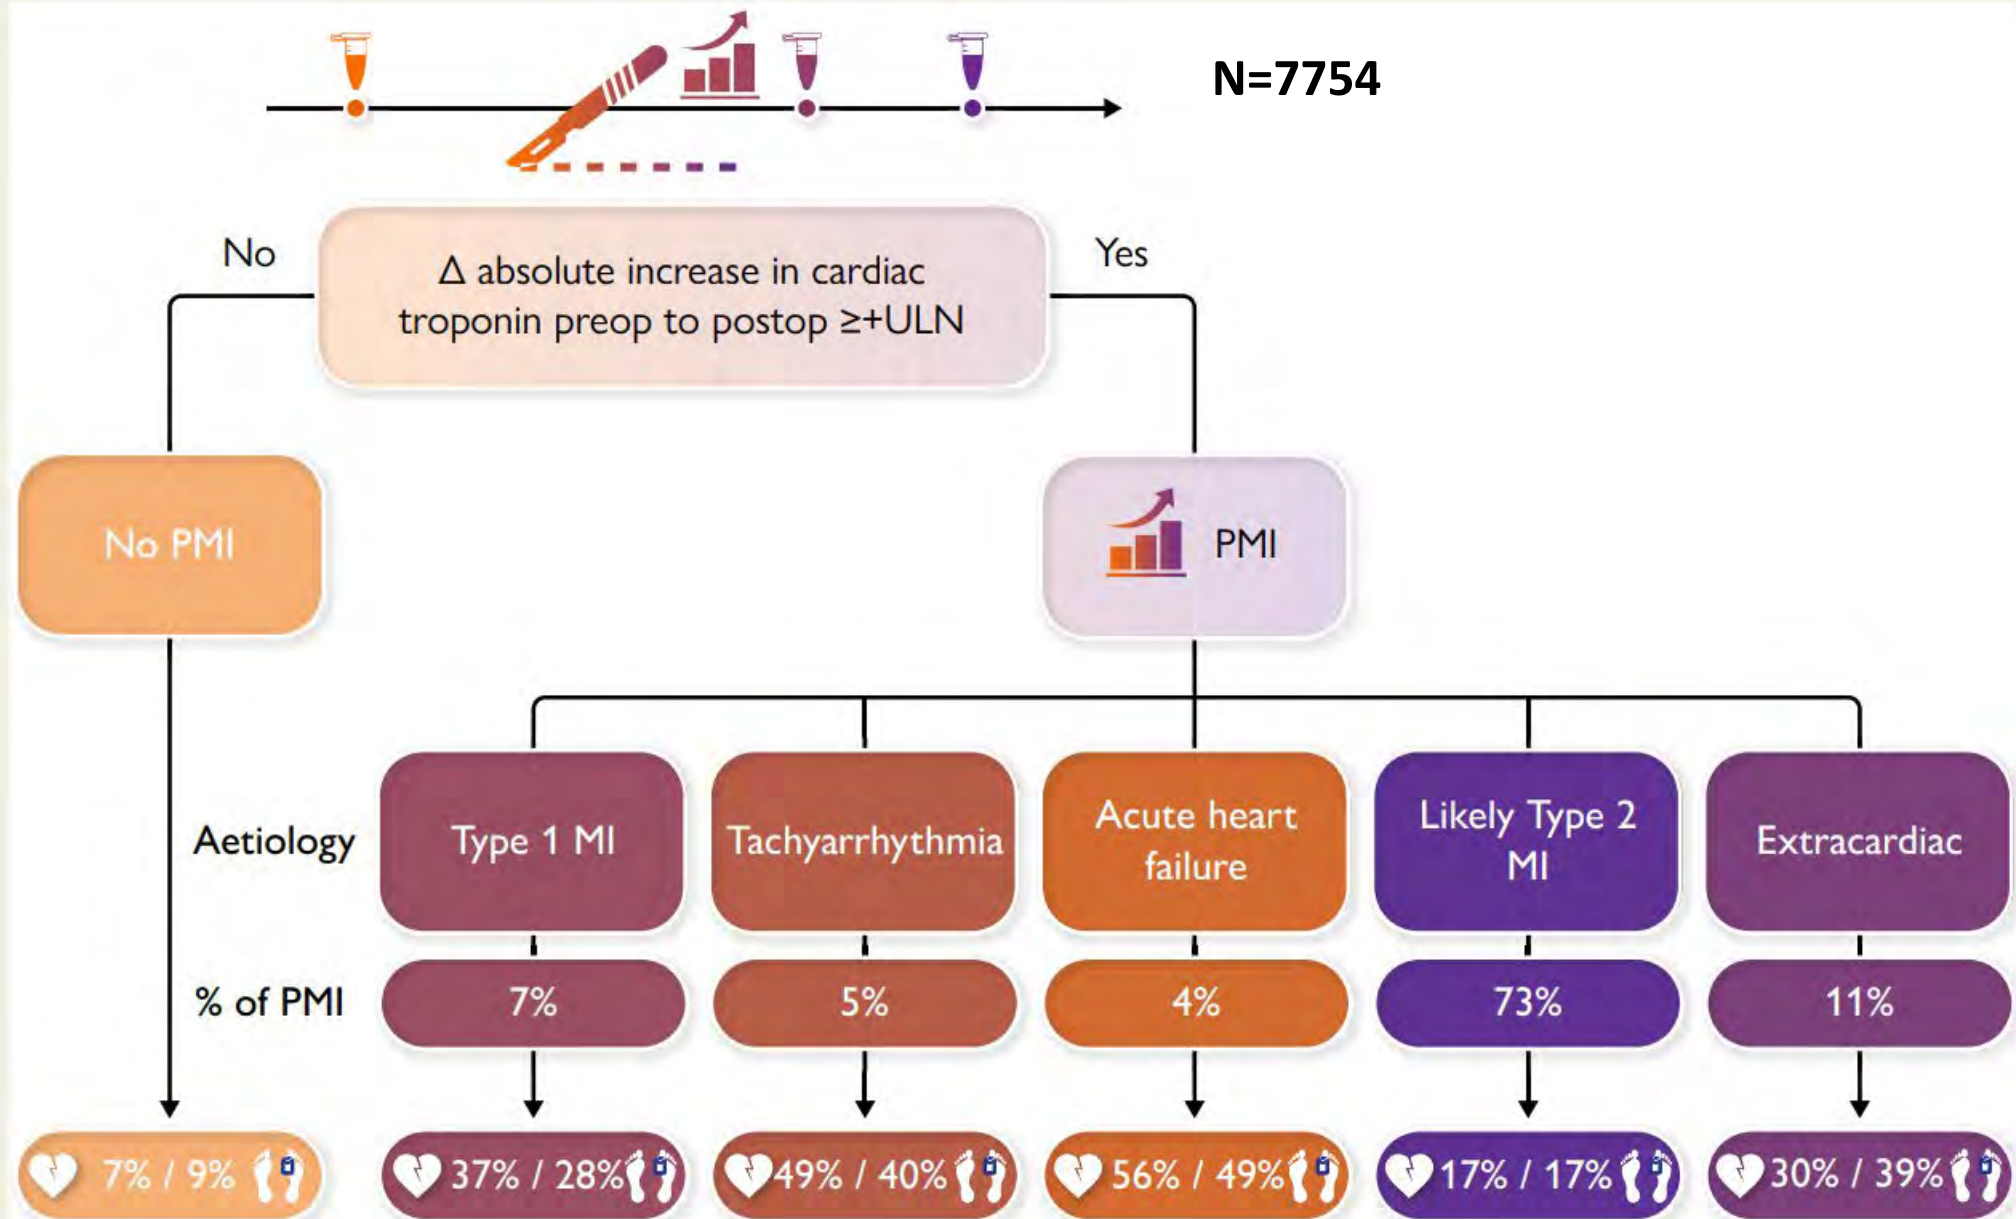 N=7754
No
Δ absolute increase in cardiac
troponin preop to postop ≥+ULN
Yes
No PMI
PMI
Aetiology
Type 1 MI
Tachyarrhythmia
Acute heart
failure
Likely Type 2
MI
Extracardiac
% of PMI
7%
5%
4%
73%
11%
7% / 9%
37% / 28%
49% / 40%
56% / 49%
17% / 17%
30% / 39%